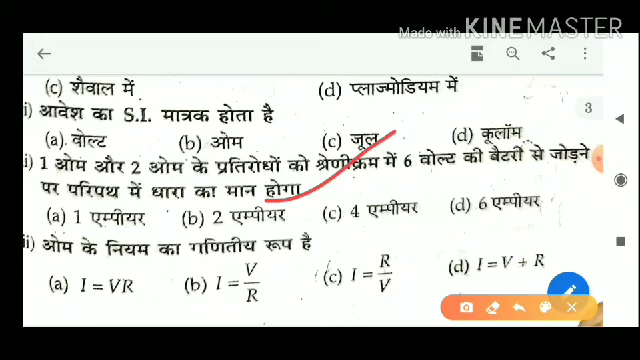 Made with KINEMASTER
(c) शैवाल में (d) प्लाज्मोडियम में
i) आवेश का S.I. मात्रक होता है
3
(a) वोल्ट (b) ओम (c) जूल (d) कूलॉम
i) 1 ओम और 2 ओम के प्रतिरोधों को श्रेणीक्रम में 6 वोल्ट की बैटरी से जोड़ने
पर परिपथ में धारा का मान होगा
(a) 1 एम्पीयर (b) 2 एम्पीयर (c) 4 एम्पीयर (d) 6 एम्पीयर
ii) ओम के नियम का गणितीय रूप है
(a) I = VR (b) I = V/R (c) I = R/V (d) I = V + R